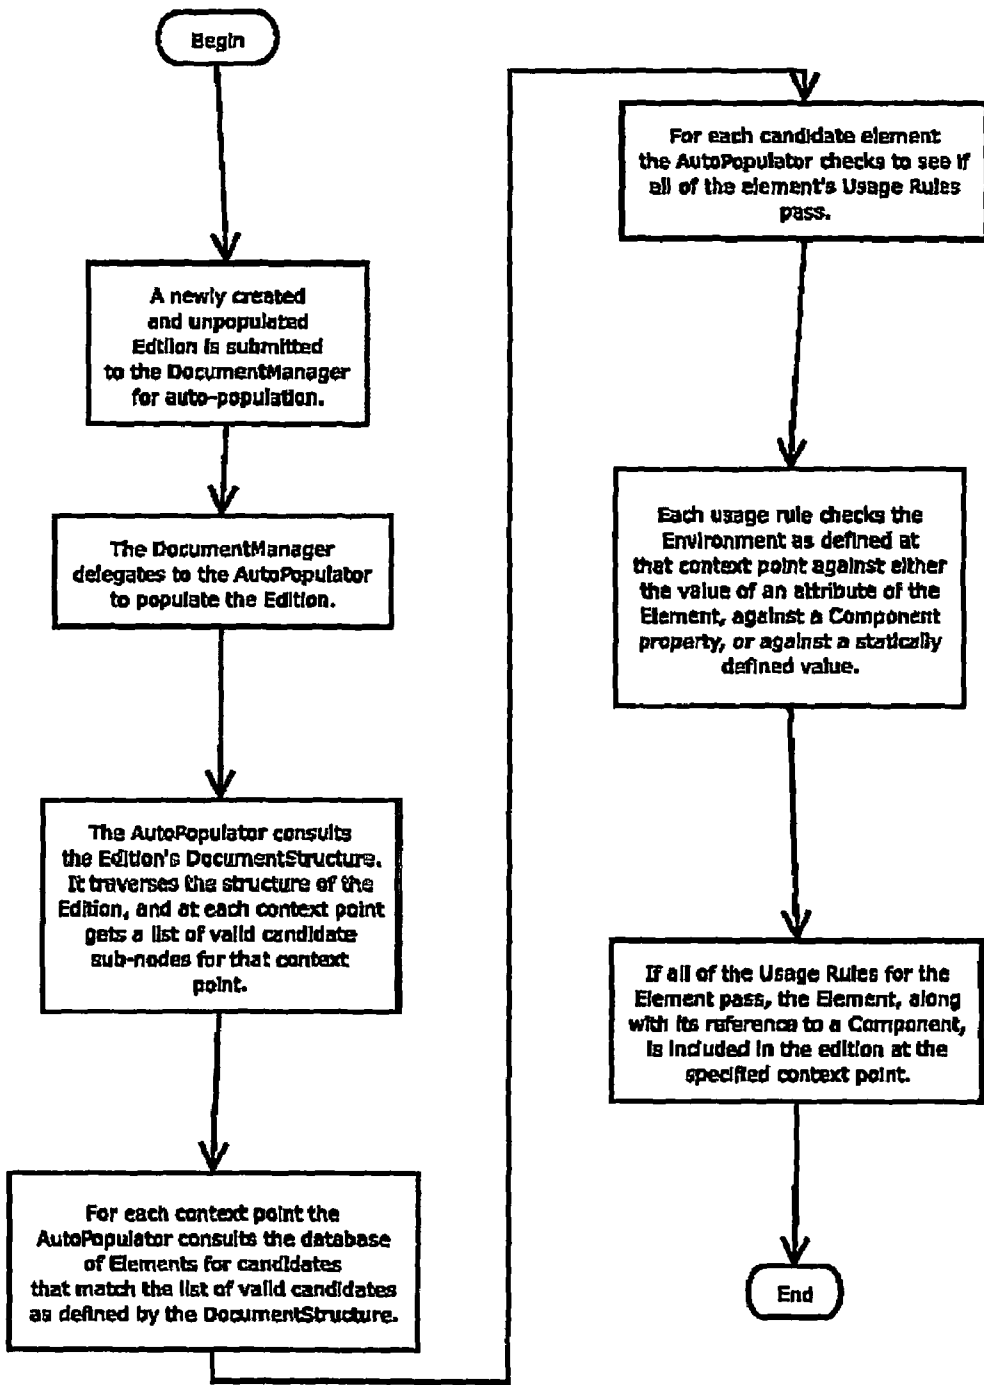 Begin
A newly created
and unpopulated
Edition is submitted
to the DocumentManager
for auto-population.
The DocumentManager
delegates to the AutoPopulator
to populate the Edition.
The AutoPopulator consults
the Edition's DocumentStructure.
It traverses the structure of the
Edition, and at each context point
gets a list of valid candidate
sub-nodes for that context
point.
For each context point the
AutoPopulator consults the database
of Elements for candidates
that match the list of valid candidates
as defined by the DocumentStructure.
For each candidate element
the AutoPopulator checks to see if
all of the element's Usage Rules
pass.
Each usage rule checks the
Environment as defined at
that context point against either
the value of an attribute of the
Element, against a Component
property, or against a statically
defined value.
If all of the Usage Rules for the
Element pass, the Element, along
with its reference to a Component,
is included in the edition at the
specified context point.
End